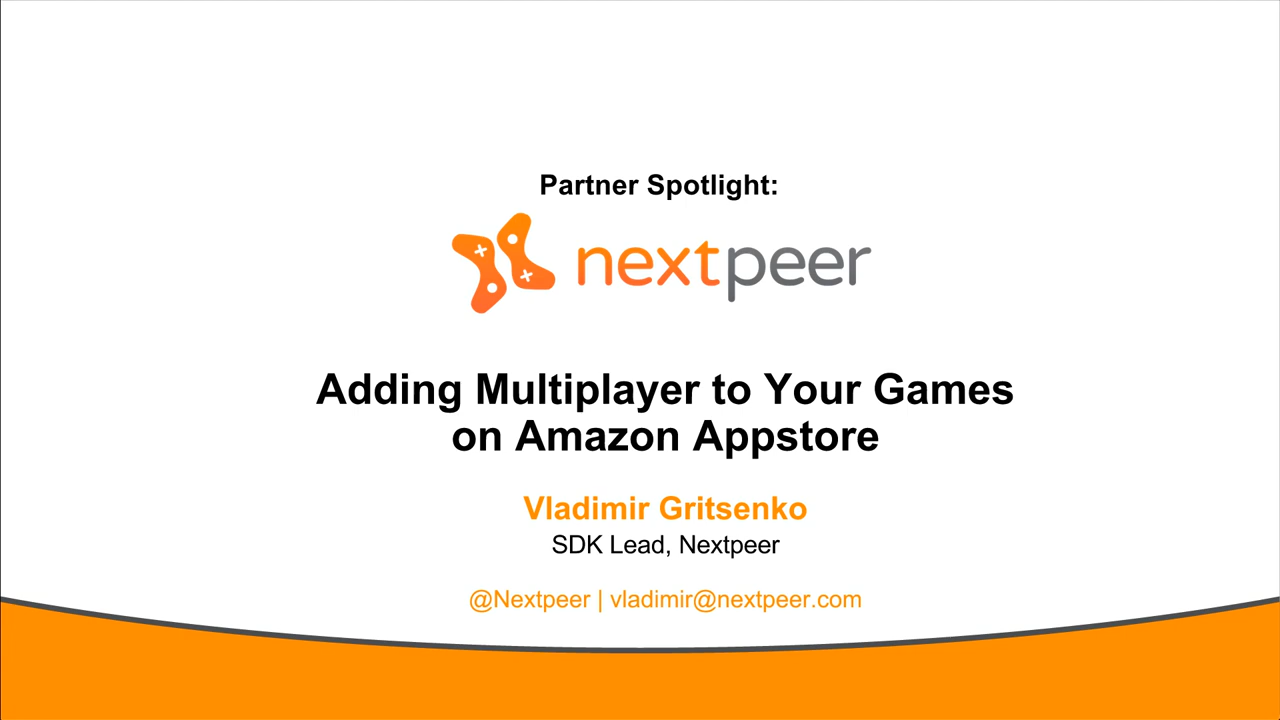 Partner Spotlight:
nextpeer
Adding Multiplayer to Your Games
on Amazon Appstore
Vladimir Gritsenko
SDK Lead, Nextpeer
@Nextpeer | vladimir@nextpeer.com